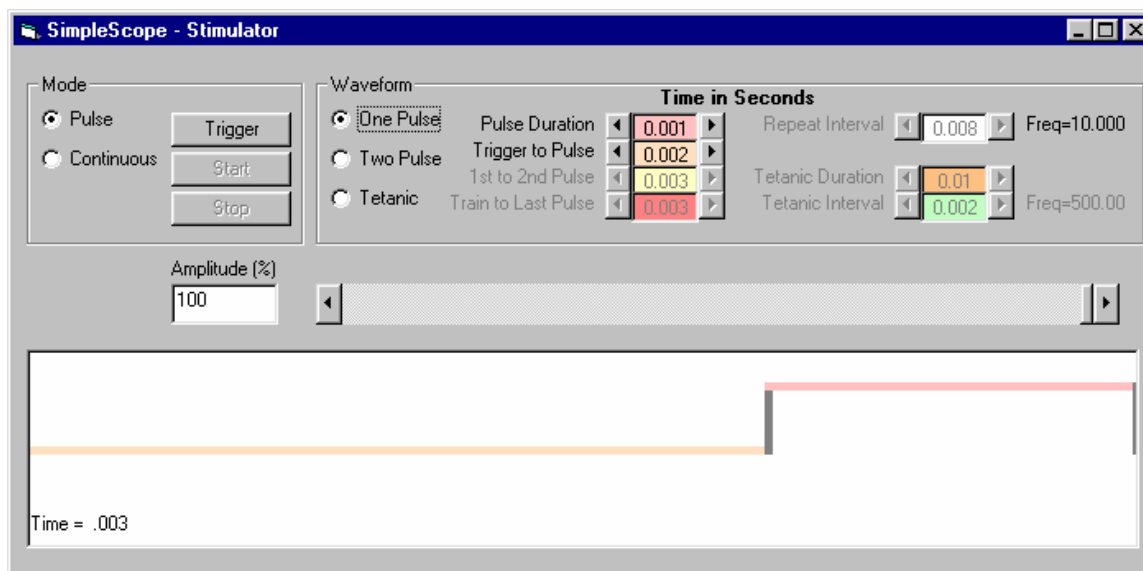 SimpleScope - Stimulator
Mode
Pulse
Continuous
Trigger
Start
Stop
Waveform
One Pulse
Two Pulse
Tetanic
Time in Seconds
Pulse Duration 0.001
Trigger to Pulse 0.002
1st to 2nd Pulse 0.003
Train to Last Pulse 0.003
Repeat Interval 0.008 Freq=10.000
Tetanic Duration 0.01
Tetanic Interval 0.002 Freq=500.00
Amplitude (%)
100
Time = .003